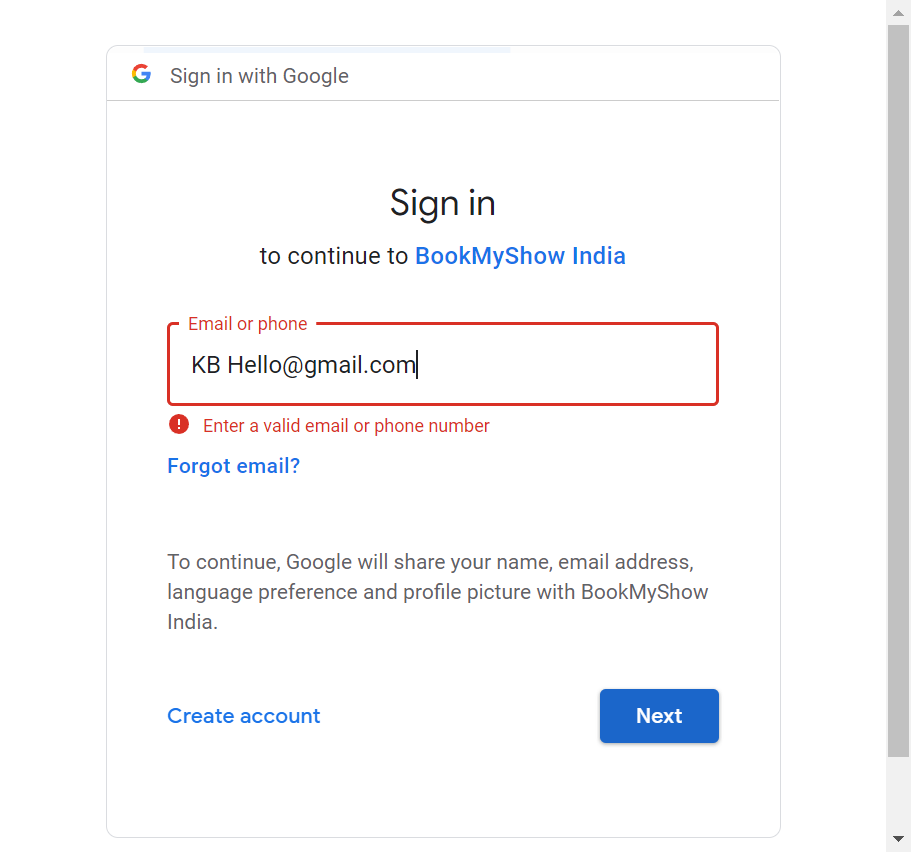 Sign in with Google
Sign in
to continue to BookMyShow India
Email or phone
KB Hello@gmail.com
Enter a valid email or phone number
Forgot email?
To continue, Google will share your name, email address,
language preference and profile picture with BookMyShow
India.
Create account
Next